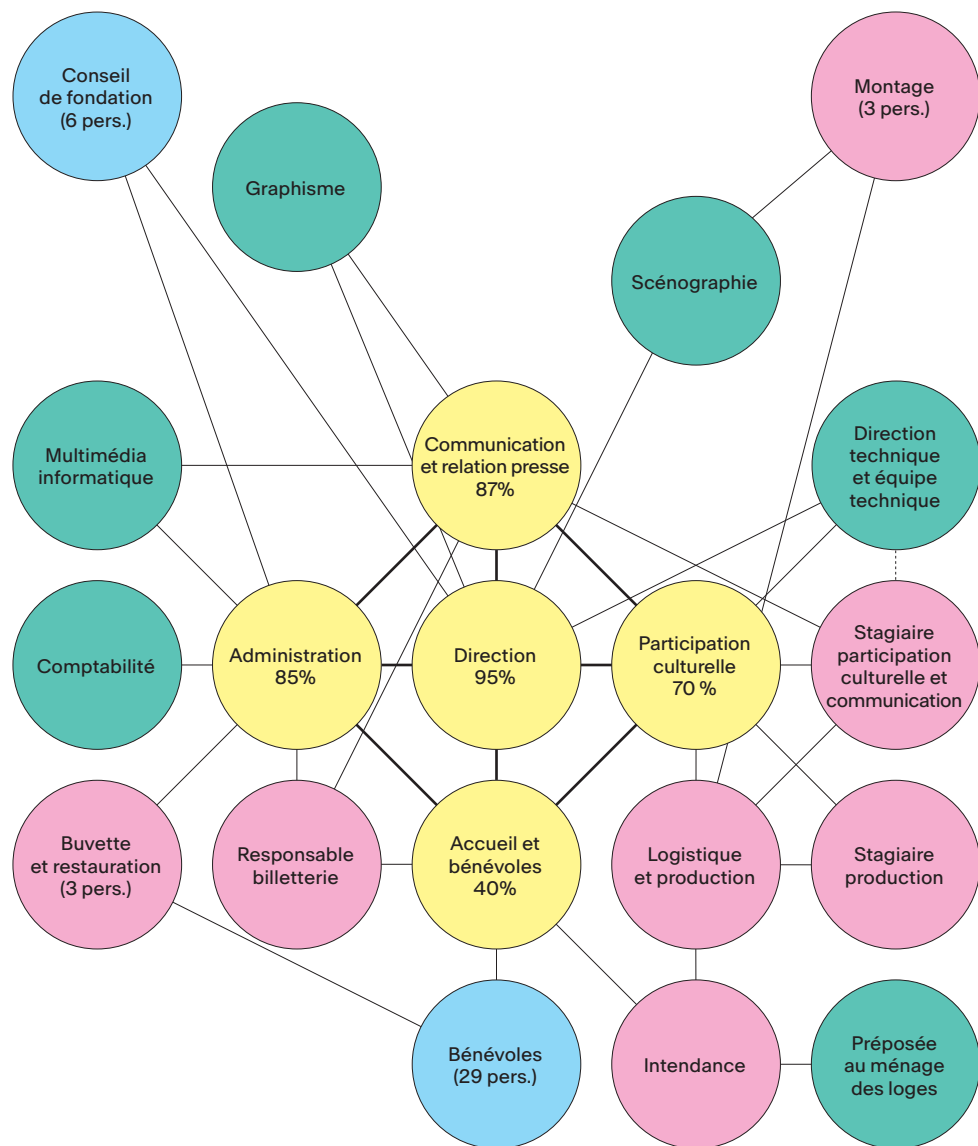 Conseil
de fondation
(6 pers.)
Montage
(3 pers.)
Graphisme
Scénographie
Multimédia
informatique
Communication
et relation presse
87%
Direction
technique
et équipe
technique
Comptabilité
Administration
85%
Direction
95%
Participation
culturelle
70 %
Stagiaire
participation
culturelle et
communication
Buvette
et restauration
(3 pers.)
Responsable
billetterie
Accueil et
bénévoles
40%
Logistique
et production
Stagiaire
production
Bénévoles
(29 pers.)
Intendance
Préposée
au ménage
des loges